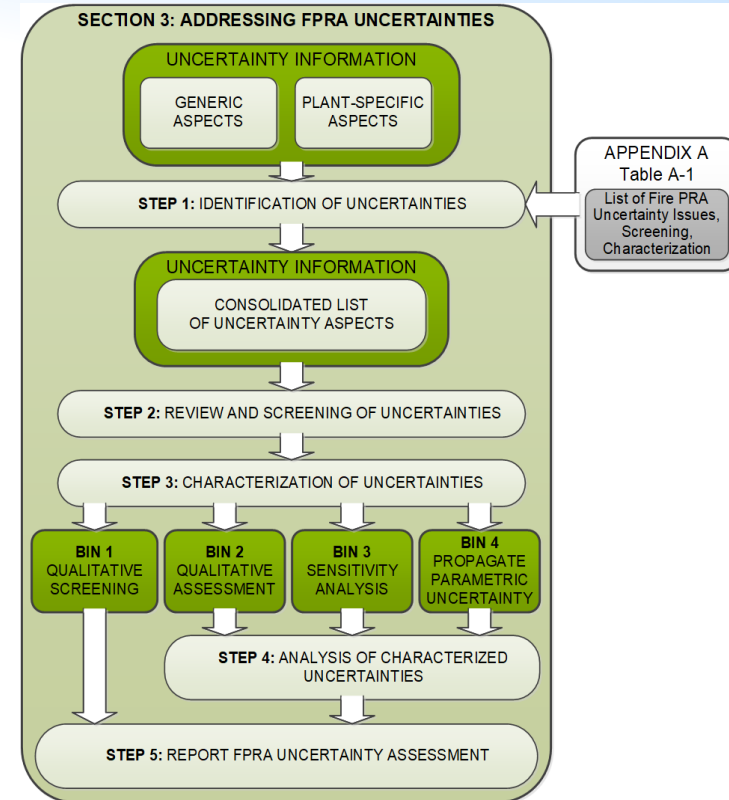 SECTION 3: ADDRESSING FPRA UNCERTAINTIES
UNCERTAINTY INFORMATION
GENERIC
ASPECTS
PLANT-SPECIFIC
ASPECTS
APPENDIX A
Table A-1
List of Fire PRA
Uncertainty Issues,
Screening,
Characterization
STEP 1: IDENTIFICATION OF UNCERTAINTIES
UNCERTAINTY INFORMATION
CONSOLIDATED LIST
OF UNCERTAINTY ASPECTS
STEP 2: REVIEW AND SCREENING OF UNCERTAINTIES
STEP 3: CHARACTERIZATION OF UNCERTAINTIES
BIN 1
QUALITATIVE
SCREENING
BIN 2
QUALITATIVE
ASSESSMENT
BIN 3
SENSITIVITY
ANALYSIS
BIN 4
PROPAGATE
PARAMETRIC
UNCERTAINTY
STEP 4: ANALYSIS OF CHARACTERIZED
UNCERTAINTIES
STEP 5: REPORT FPRA UNCERTAINTY ASSESSMENT